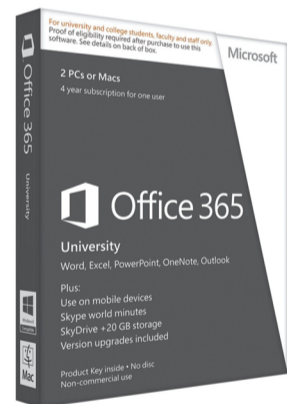 For university and college students, faculty and staff only.
Proof of eligibility required after purchase to use this
software. See details on back of box.
Microsoft
2 PCs or Macs
4 year subscription for one user
Office 365
University
Word, Excel, PowerPoint, OneNote, Outlook
Plus:
Use on mobile devices
Skype world minutes
SkyDrive +20 GB storage
Version upgrades included
Product Key inside • No disc
Non-commercial use
Office 365
University
Mac